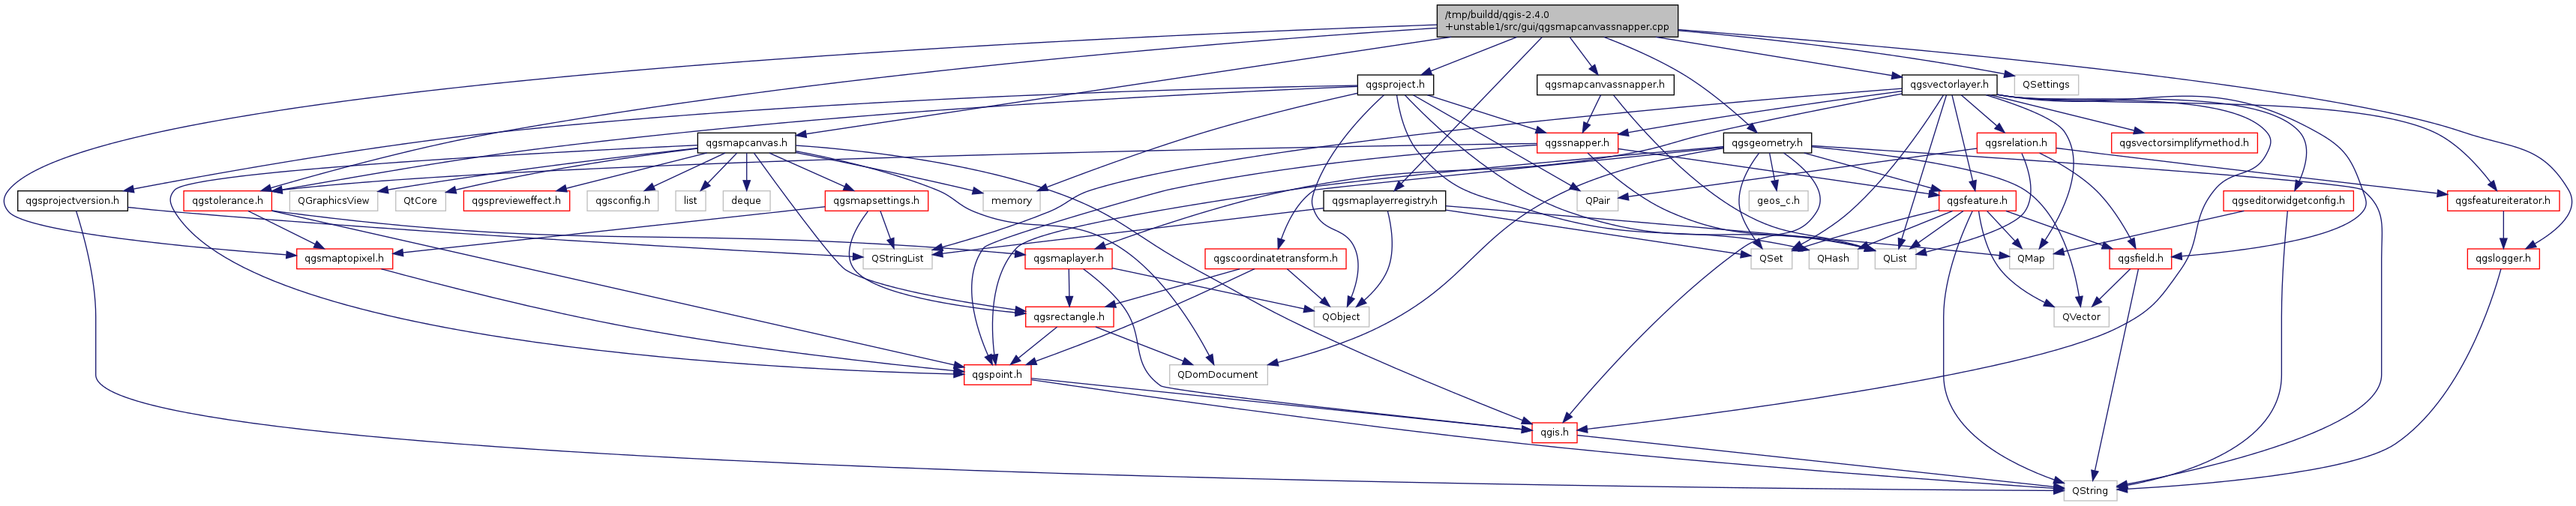 /tmp/buildd/qgis-2.4.0
+unstable1/src/gui/qgsmapcanvassnapper.cpp
qgsproject.h
qgsmapcanvassnapper.h
qgsvectorlayer.h
QSettings
qgsmapcanvas.h
qgssnapper.h
qgsgeometry.h
qgsrelation.h
qgsvectorsimplifymethod.h
qgsprojectversion.h
qgstolerance.h
QGraphicsView
QtCore
qgsprevieweffect.h
qgsconfig.h
list
deque
qgsmapsettings.h
memory
qgsmaplayerregistry.h
QPair
geos_c.h
qgsfeature.h
qgseditorwidgetconfig.h
qgsfeatureiterator.h
qgsmaptopixel.h
QStringList
qgsmaplayer.h
qgscoordinatetransform.h
QSet
QHash
QList
QMap
qgsfield.h
qgslogger.h
qgsrectangle.h
QObject
QVector
qgspoint.h
QDomDocument
qgis.h
QString